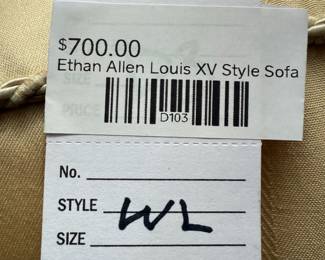 $700.00
Ethan Allen Louis XV Style Sofa
D103
No.
STYLE WL
SIZE